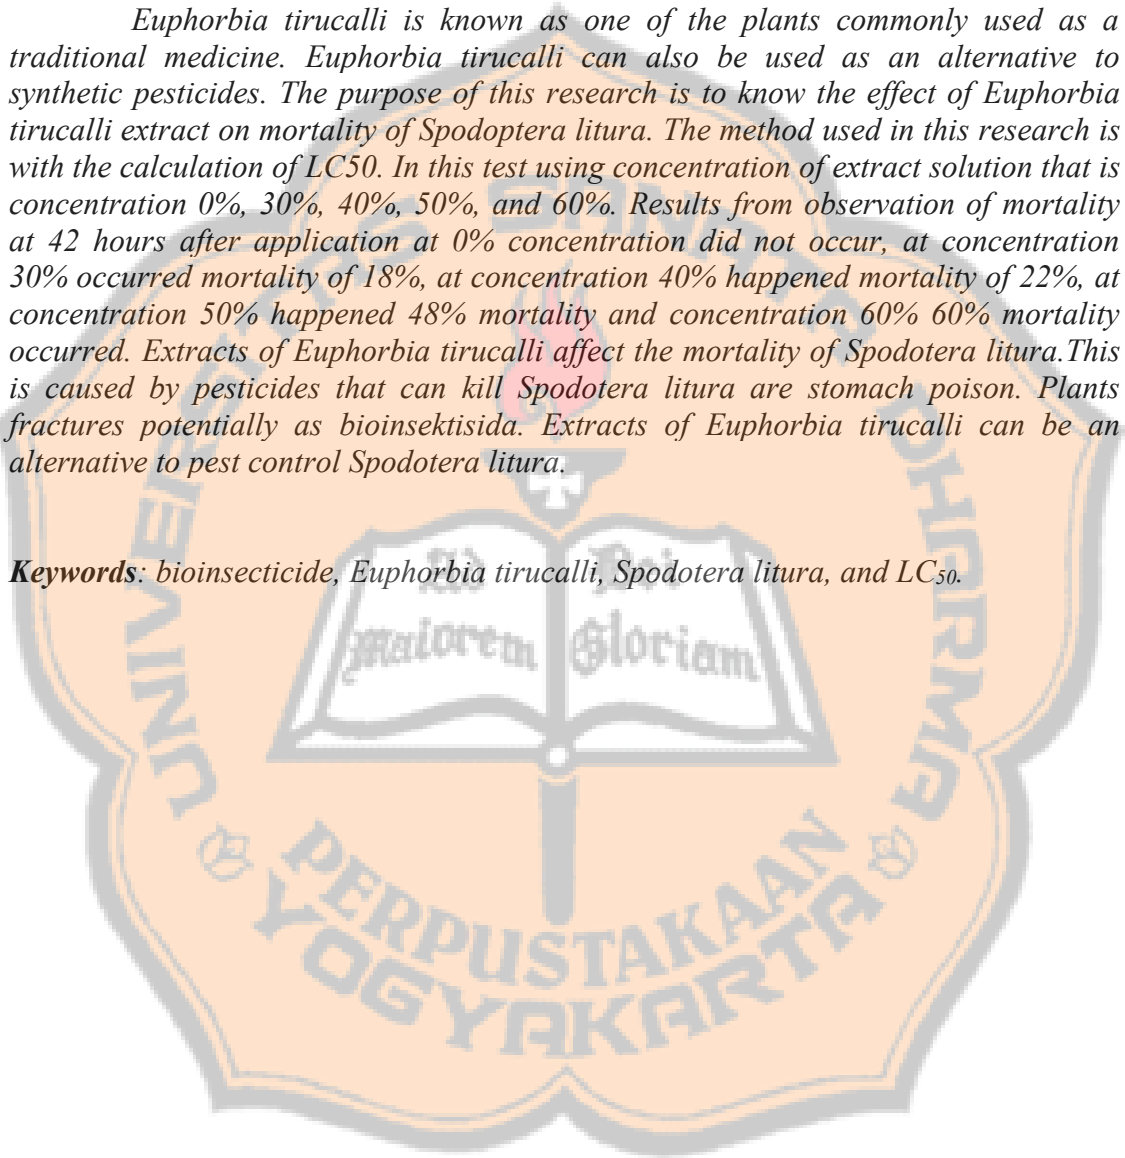 Euphorbia tirucalli is known as one of the plants commonly used as a
traditional medicine. Euphorbia tirucalli can also be used as an alternative to
synthetic pesticides. The purpose of this research is to know the effect of Euphorbia
tirucalli extract on mortality of Spodoptera litura. The method used in this research is
with the calculation of LC50. In this test using concentration of extract solution that is
concentration 0%, 30%, 40%, 50%, and 60%. Results from observation of mortality
at 42 hours after application at 0% concentration did not occur, at concentration
30% occurred mortality of 18%, at concentration 40% happened mortality of 22%, at
concentration 50% happened 48% mortality and concentration 60% 60% mortality
occurred. Extracts of Euphorbia tirucalli affect the mortality of Spodotera litura.This
is caused by pesticides that can kill Spodotera litura are stomach poison. Plants
fractures potentially as bioinsektisida. Extracts of Euphorbia tirucalli can be an
alternative to pest control Spodotera litura.
Keywords: bioinsecticide, Euphorbia tirucalli, Spodotera litura, and LC50.
UNIVERSITAS SANATA DHARMA
Ad Dei
Maiorem Gloriam
PERPUSTAKAAN
YOGYAKARTA